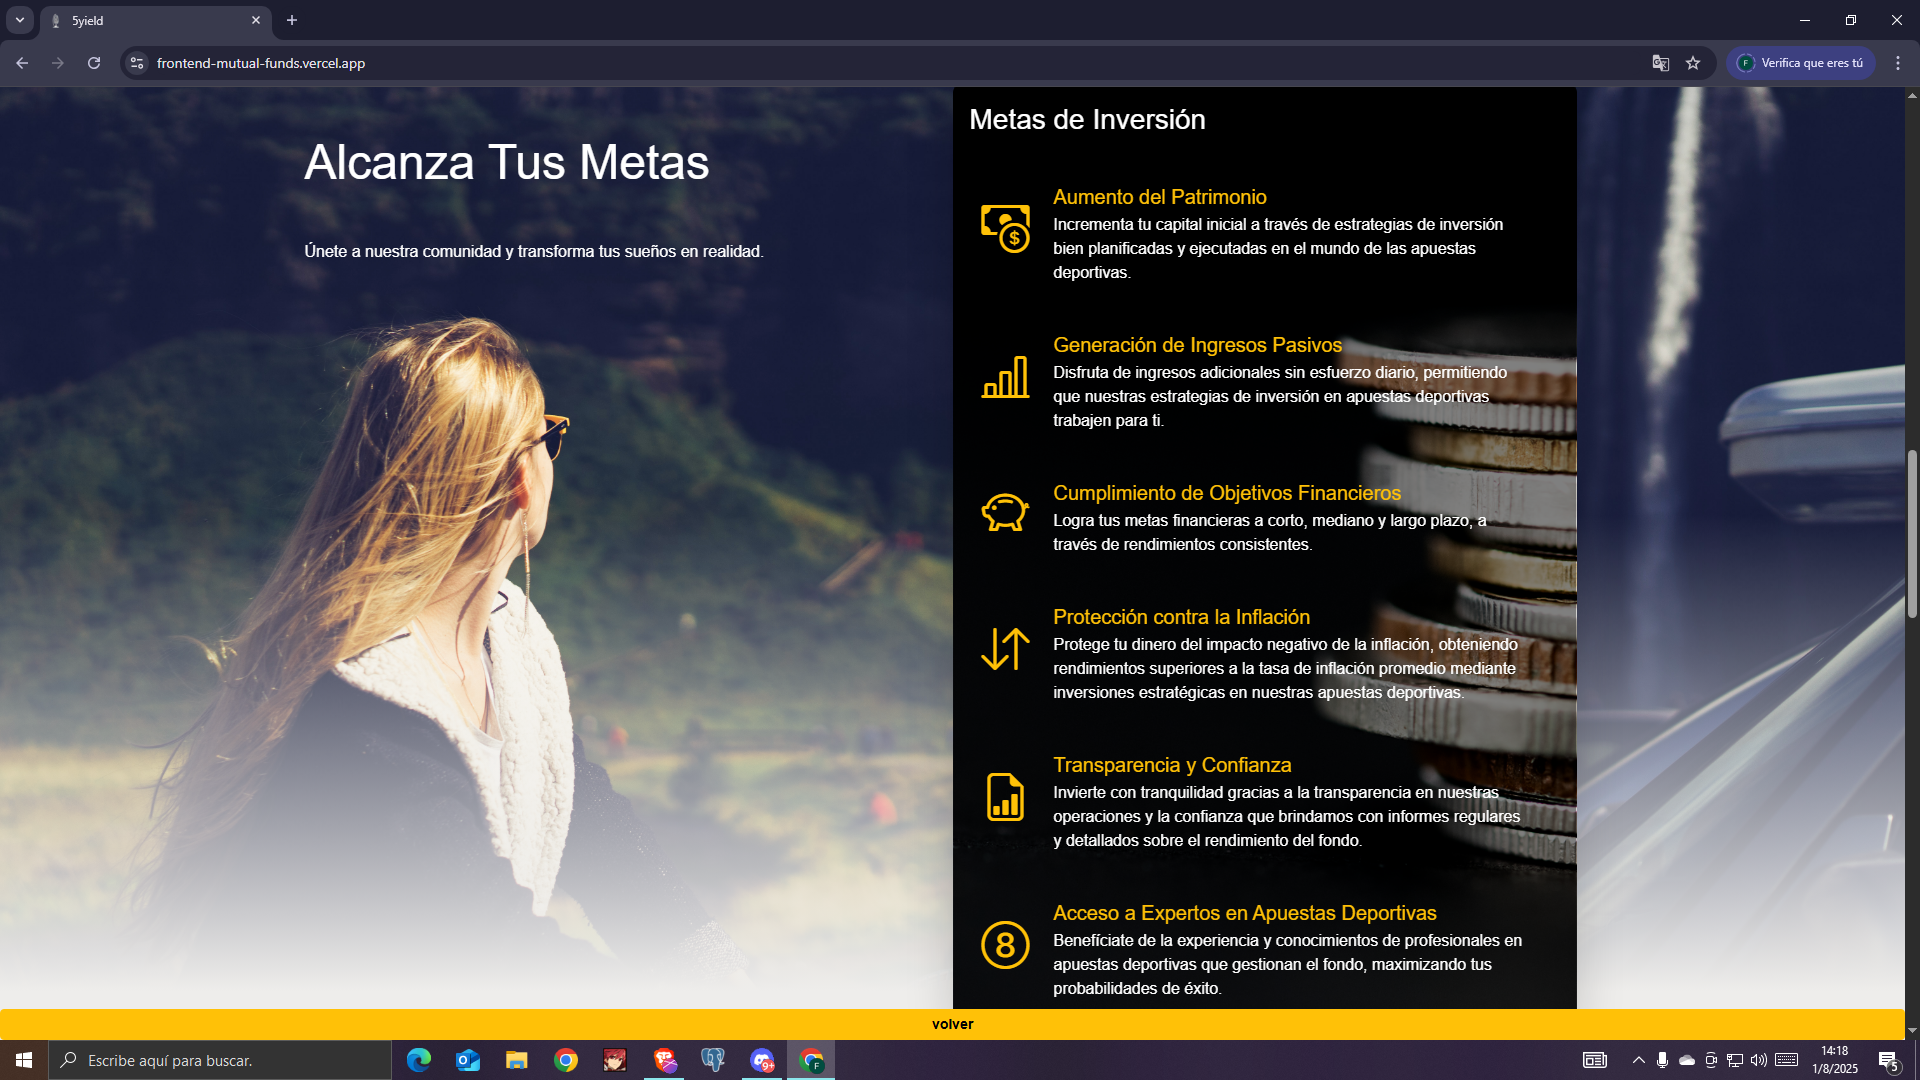 5yield
frontend-mutual-funds.vercel.app
Verifica que eres tú
Alcanza Tus Metas
Únete a nuestra comunidad y transforma tus sueños en realidad.
Metas de Inversión
Aumento del Patrimonio
Incrementa tu capital inicial a través de estrategias de inversión
bien planificadas y ejecutadas en el mundo de las apuestas
deportivas.
Generación de Ingresos Pasivos
Disfruta de ingresos adicionales sin esfuerzo diario, permitiendo
que nuestras estrategias de inversión en apuestas deportivas
trabajen para ti.
Cumplimiento de Objetivos Financieros
Logra tus metas financieras a corto, mediano y largo plazo, a
través de rendimientos consistentes.
Protección contra la Inflación
Protege tu dinero del impacto negativo de la inflación, obteniendo
rendimientos superiores a la tasa de inflación promedio mediante
inversiones estratégicas en nuestras apuestas deportivas.
Transparencia y Confianza
Invierte con tranquilidad gracias a la transparencia en nuestras
operaciones y la confianza que brindamos con informes regulares
y detallados sobre el rendimiento del fondo.
8
Acceso a Expertos en Apuestas Deportivas
Benefíciate de la experiencia y conocimientos de profesionales en
apuestas deportivas que gestionan el fondo, maximizando tus
probabilidades de éxito.
volver
Escribe aquí para buscar.
9+
F
14:18
1/8/2025
5